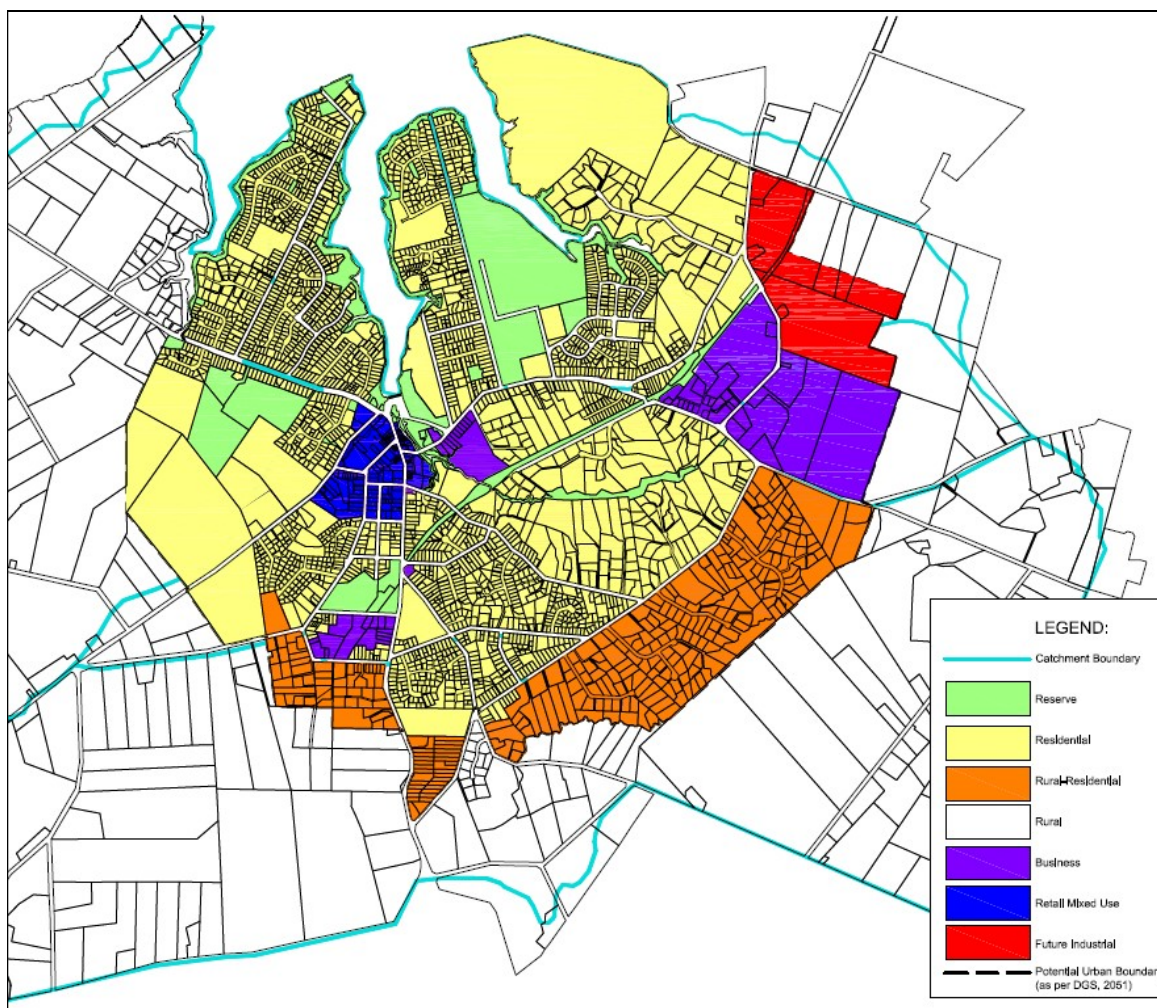 LEGEND:
Catchment Boundary
Reserve
Residential
Rural-Residential
Rural
Business
Retail Mixed Use
Future Industrial
Potential Urban Boundar
(as per DGS, 2051)